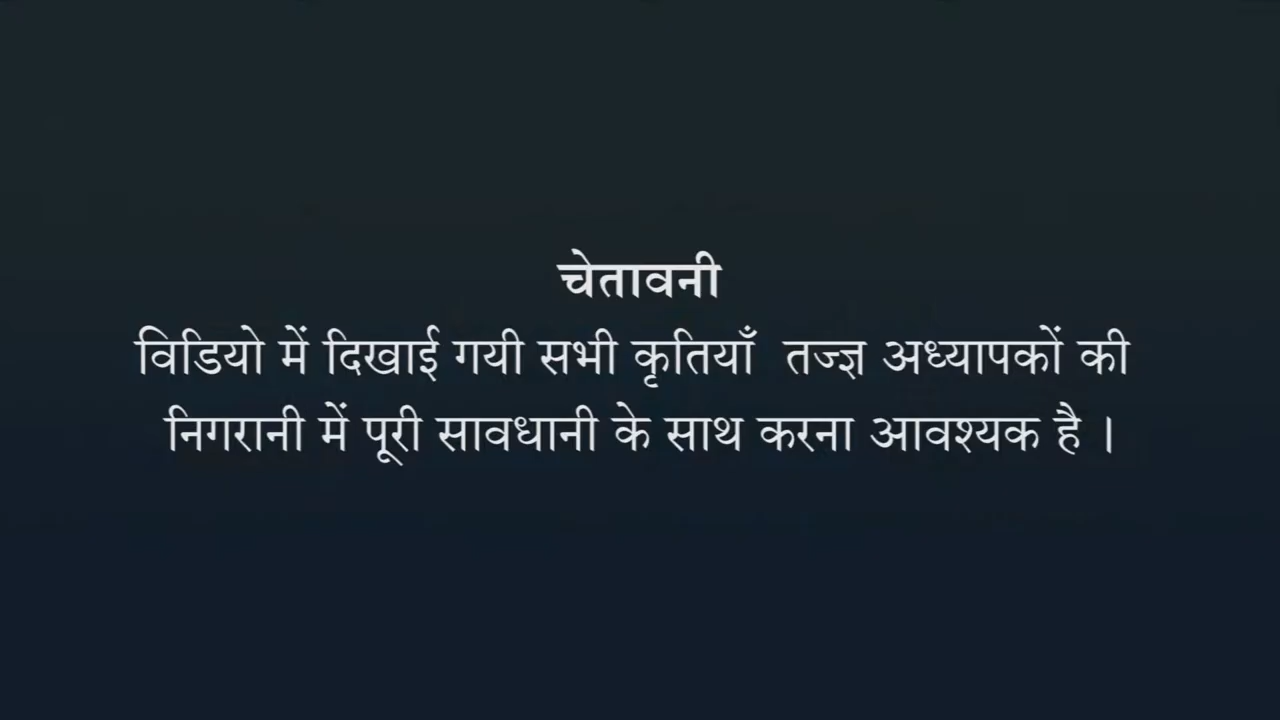 चेतावनी
विडियो में दिखाई गयी सभी कृतियाँ तज्ज्ञ अध्यापकों की
निगरानी में पूरी सावधानी के साथ करना आवश्यक है ।